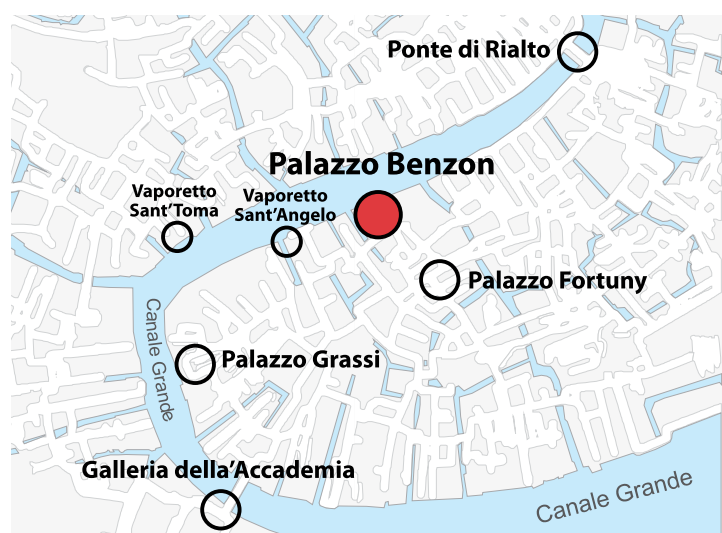 Ponte di Rialto
Palazzo Benzon
Vaporetto
Sant'Toma
Vaporetto
Sant'Angelo
Palazzo Fortuny
Canale Grande
Palazzo Grassi
Galleria della'Accademia
Canale Grande